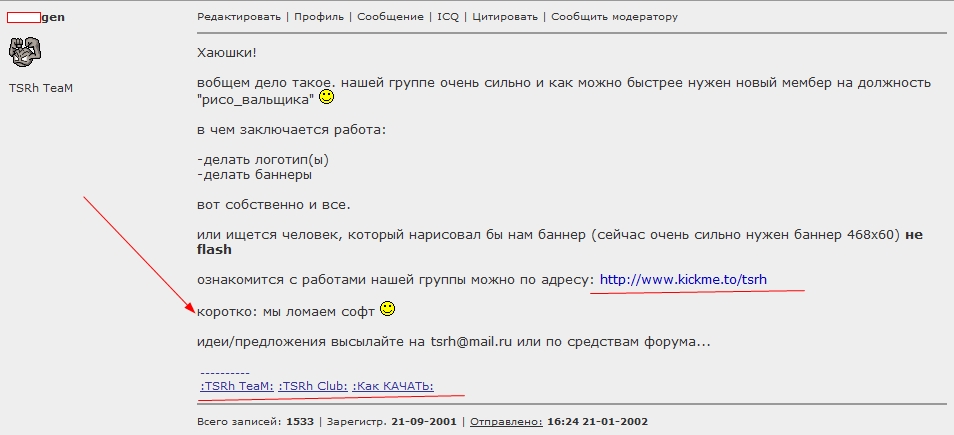 gen
Редактировать | Профиль | Сообщение | ICQ | Цитировать | Сообщить модератору
TSRh TeaM
Хаюшки!
вобщем дело такое, нашей группе очень сильно и как можно быстрее нужен новый мембер на должность
"рисо_вальщика"
в чем заключается работа:
-делать логотип(ы)
-делать баннеры
вот собственно и все.
или ищется человек, который нарисовал бы нам баннер (сейчас очень сильно нужен баннер 468x60) не
flash
ознакомится с работами нашей группы можно по адресу: http://www.kickme.to/tsrh
коротко: мы ломаем софт
идеи/предложения высылайте на tsrh@mail.ru или по средствам форума...
----------
:TSRh TeaM: :TSRh Club: :Как КАЧАТЬ:
Всего записей: 1533 | Зарегистр. 21-09-2001 | Отправлено: 16:24 21-01-2002